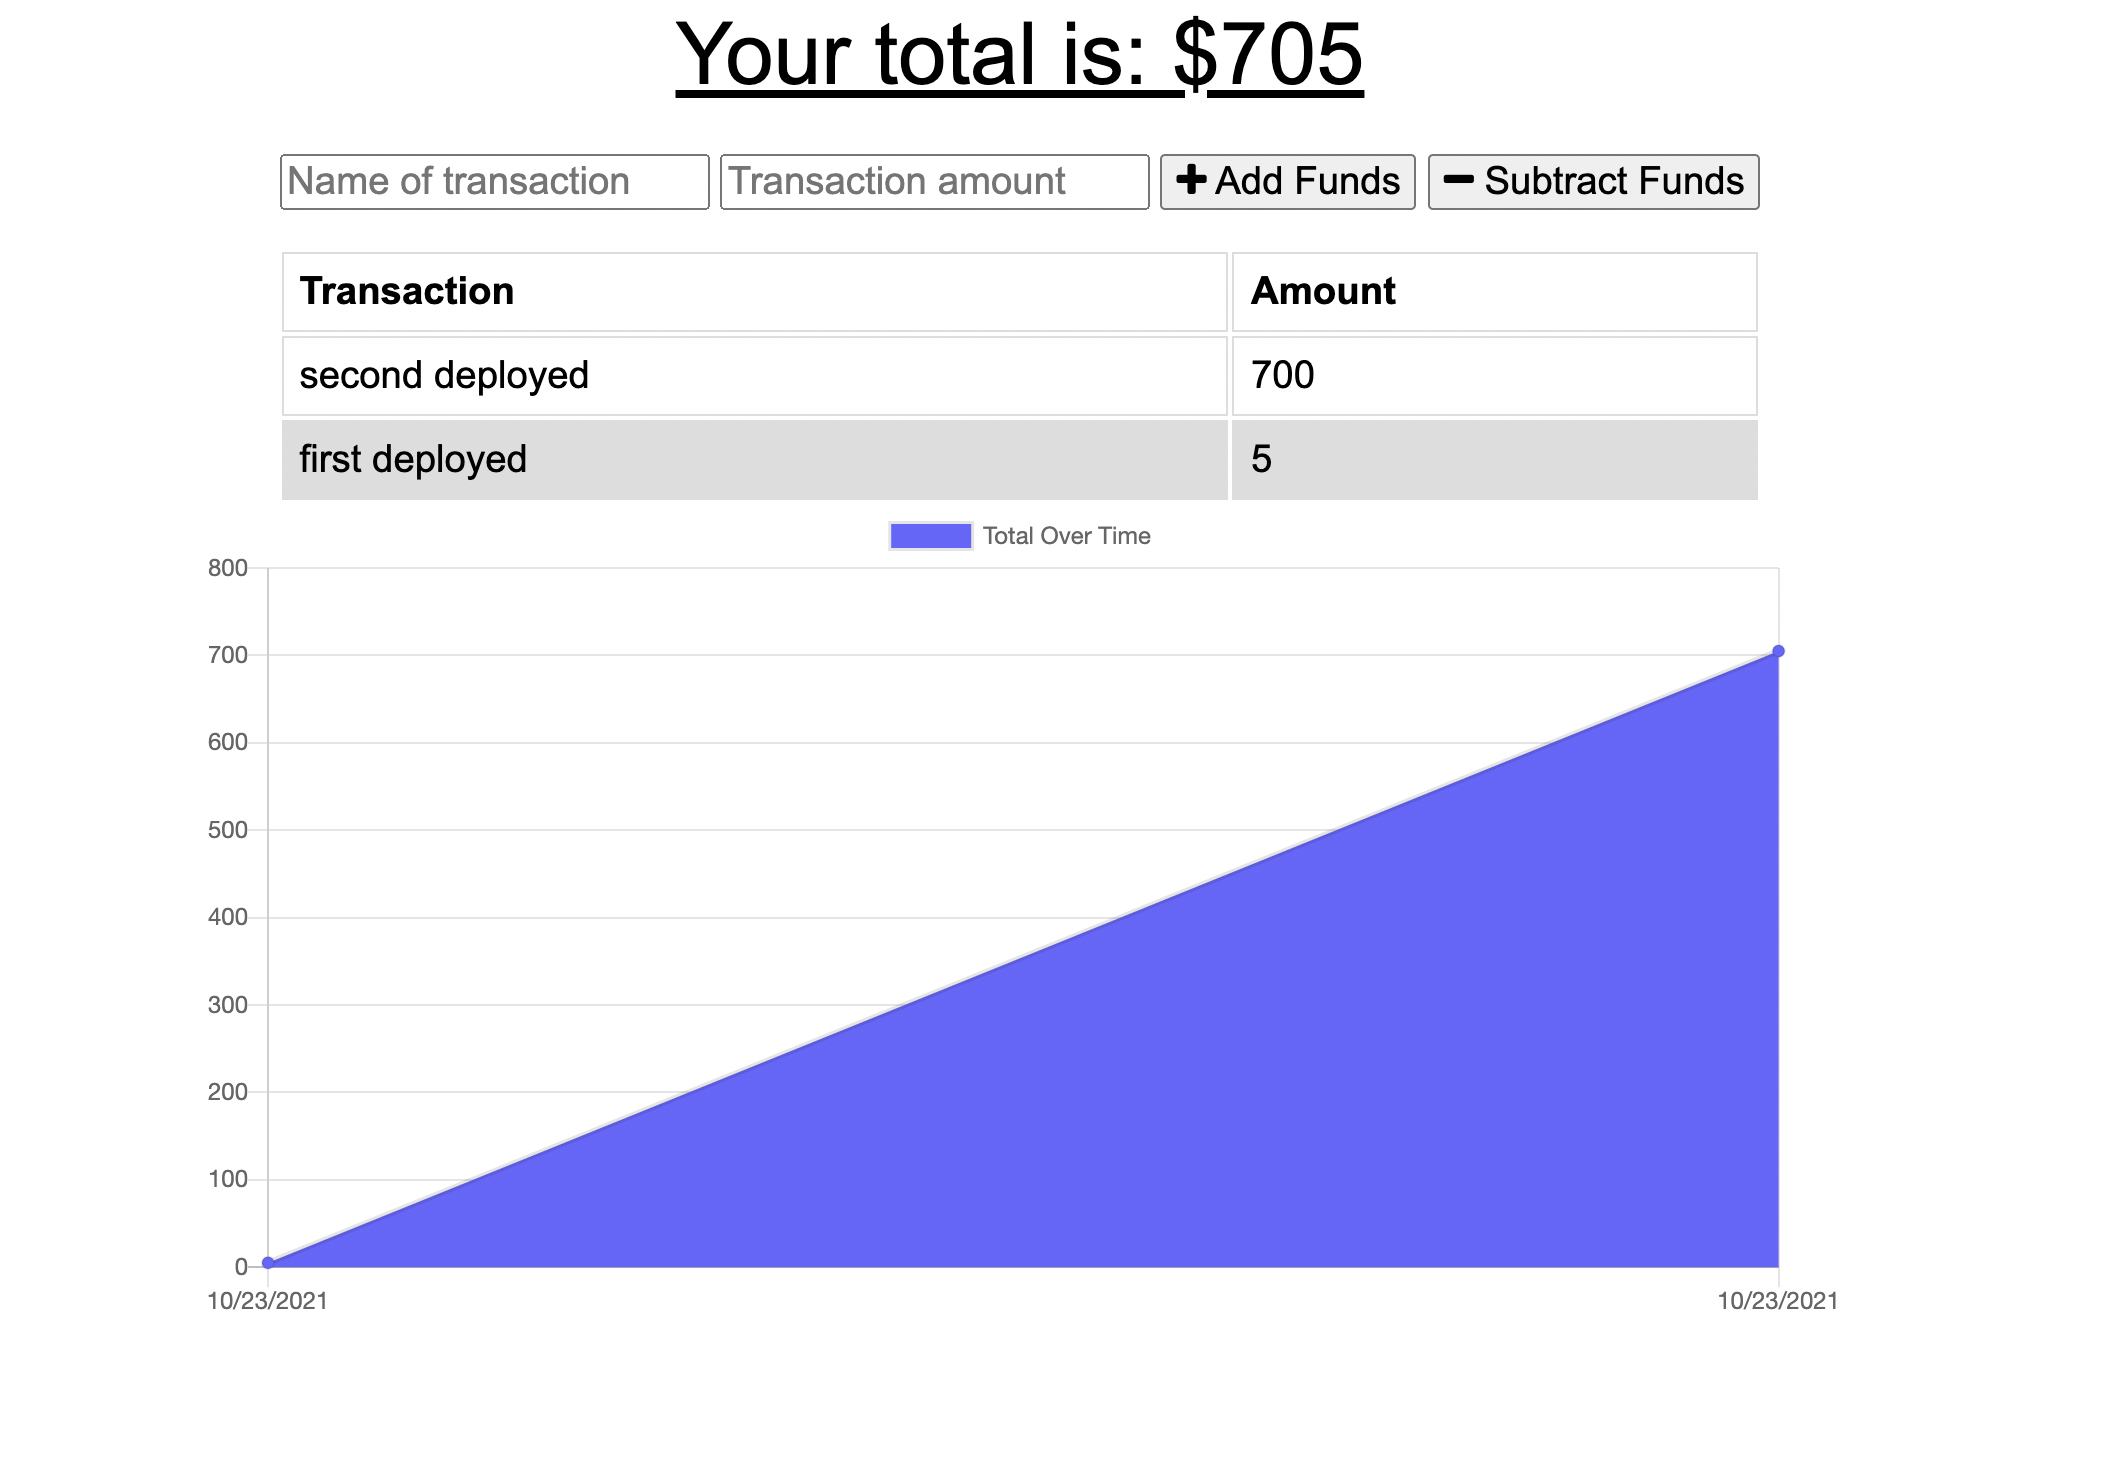 Your total is: $705
Name of transaction Transaction amount Add Funds Subtract Funds
Transaction Amount
second deployed 700
first deployed 5
Total Over Time
800
700
600
500
400
300
200
100
0
10/23/2021 10/23/2021